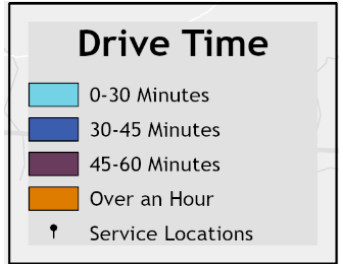 Drive Time
0-30 Minutes
30-45 Minutes
45-60 Minutes
Over an Hour
Service Locations